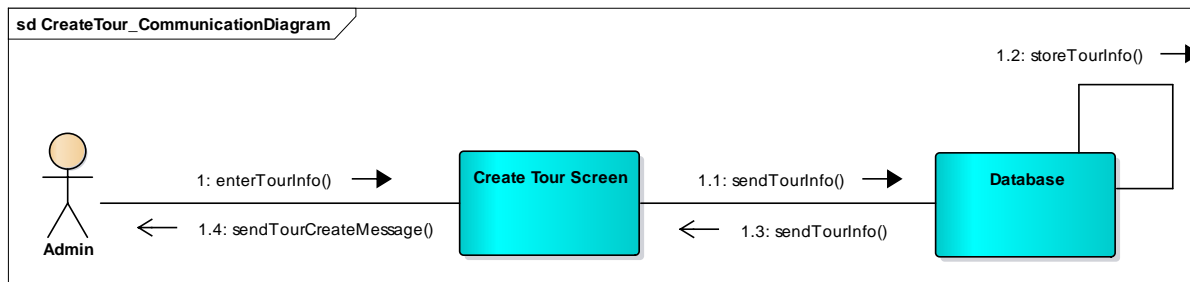 sd CreateTour_CommunicationDiagram
1.2: storeTourInfo()
1: enterTourInfo()
Create Tour Screen
1.1: sendTourInfo()
Database
1.4: sendTourCreateMessage()
1.3: sendTourInfo()
Admin